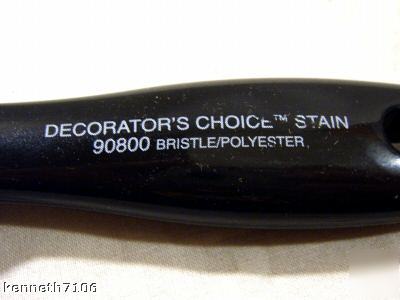 DECORATOR'S CHOICE™ STAIN
90800 BRISTLE/POLYESTER
kenneth7106